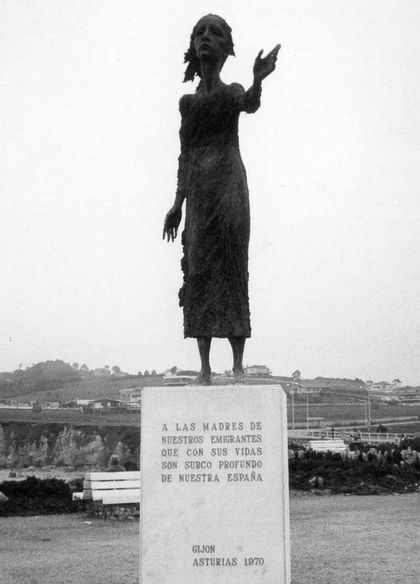 A LAS MADRES DE
NUESTROS EMIGRANTES
QUE CON SUS VIDAS
SON SURCO PROFUNDO
DE NUESTRA ESPAÑA
GIJON
ASTURIAS 1970